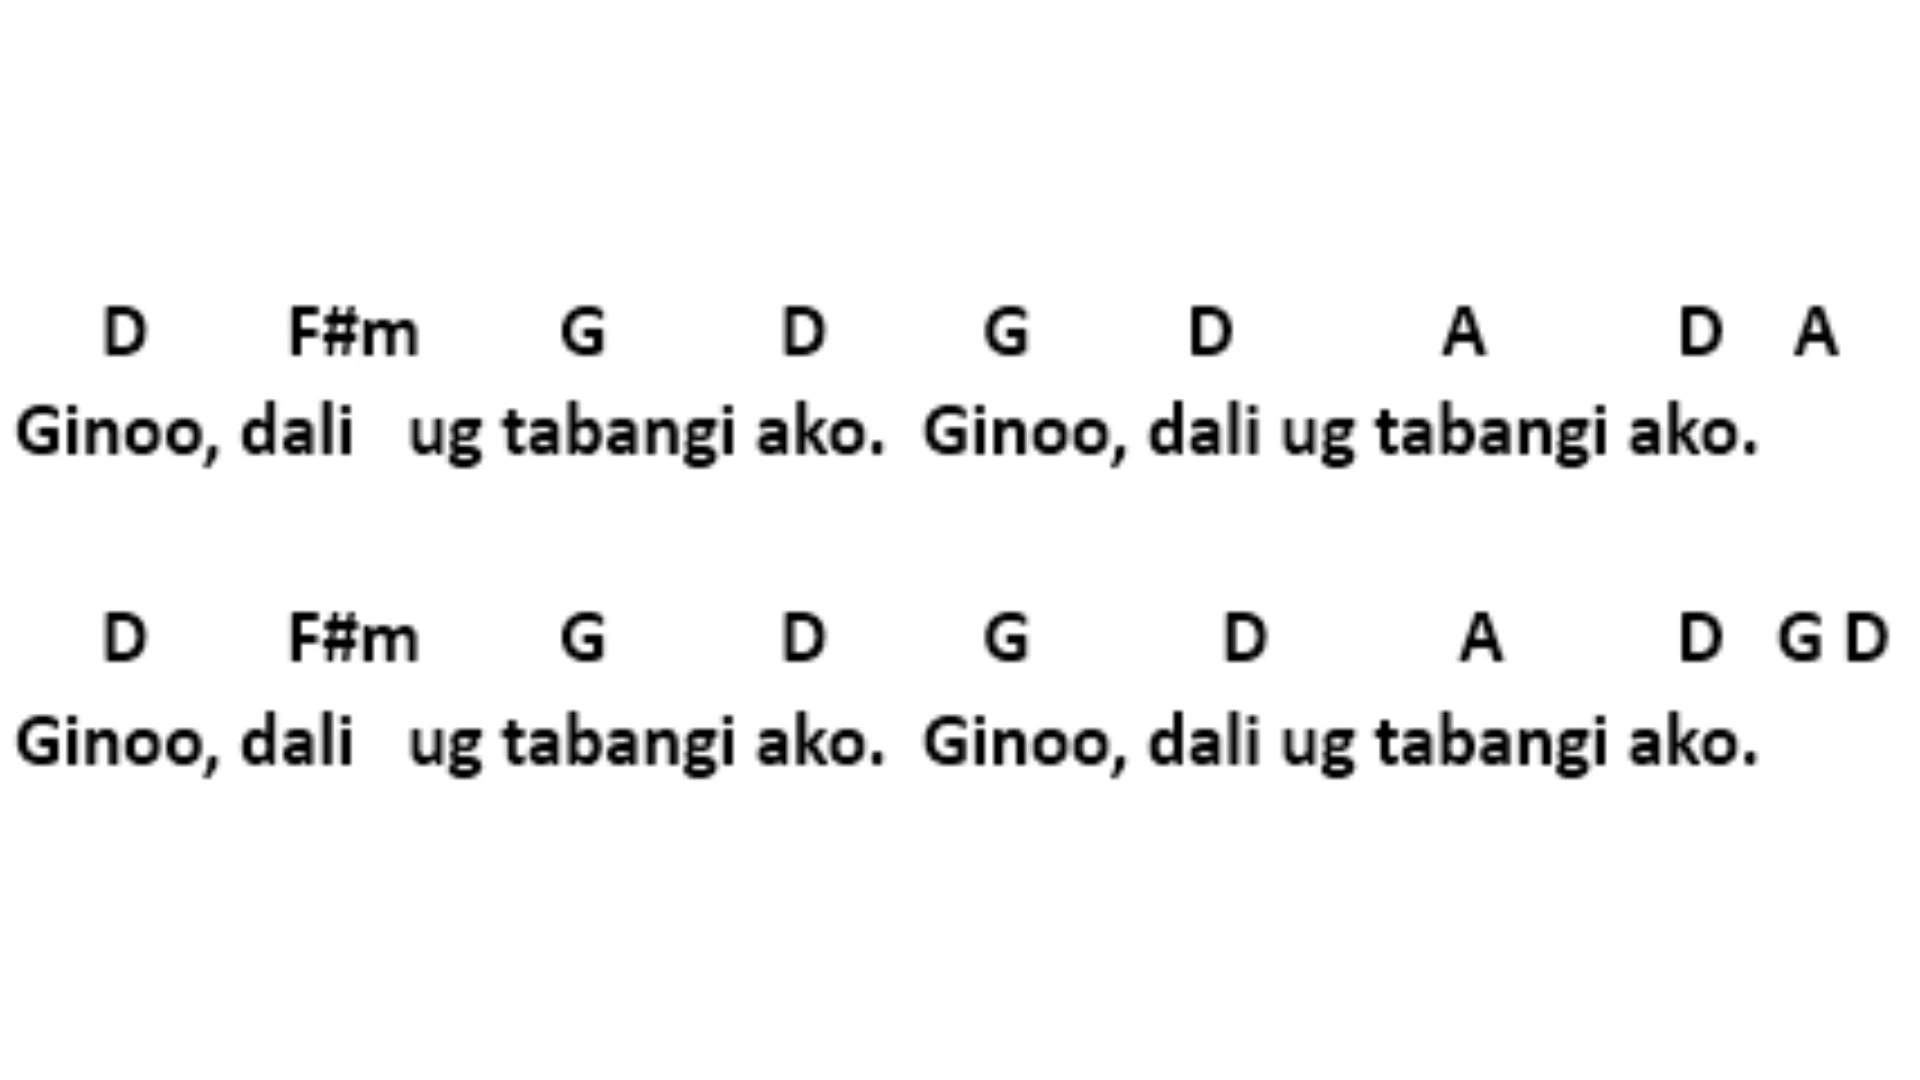 D F#m G D G D A D A
Ginoo, dali ug tabangi ako. Ginoo, dali ug tabangi ako.
D F#m G D G D A D G D
Ginoo, dali ug tabangi ako. Ginoo, dali ug tabangi ako.